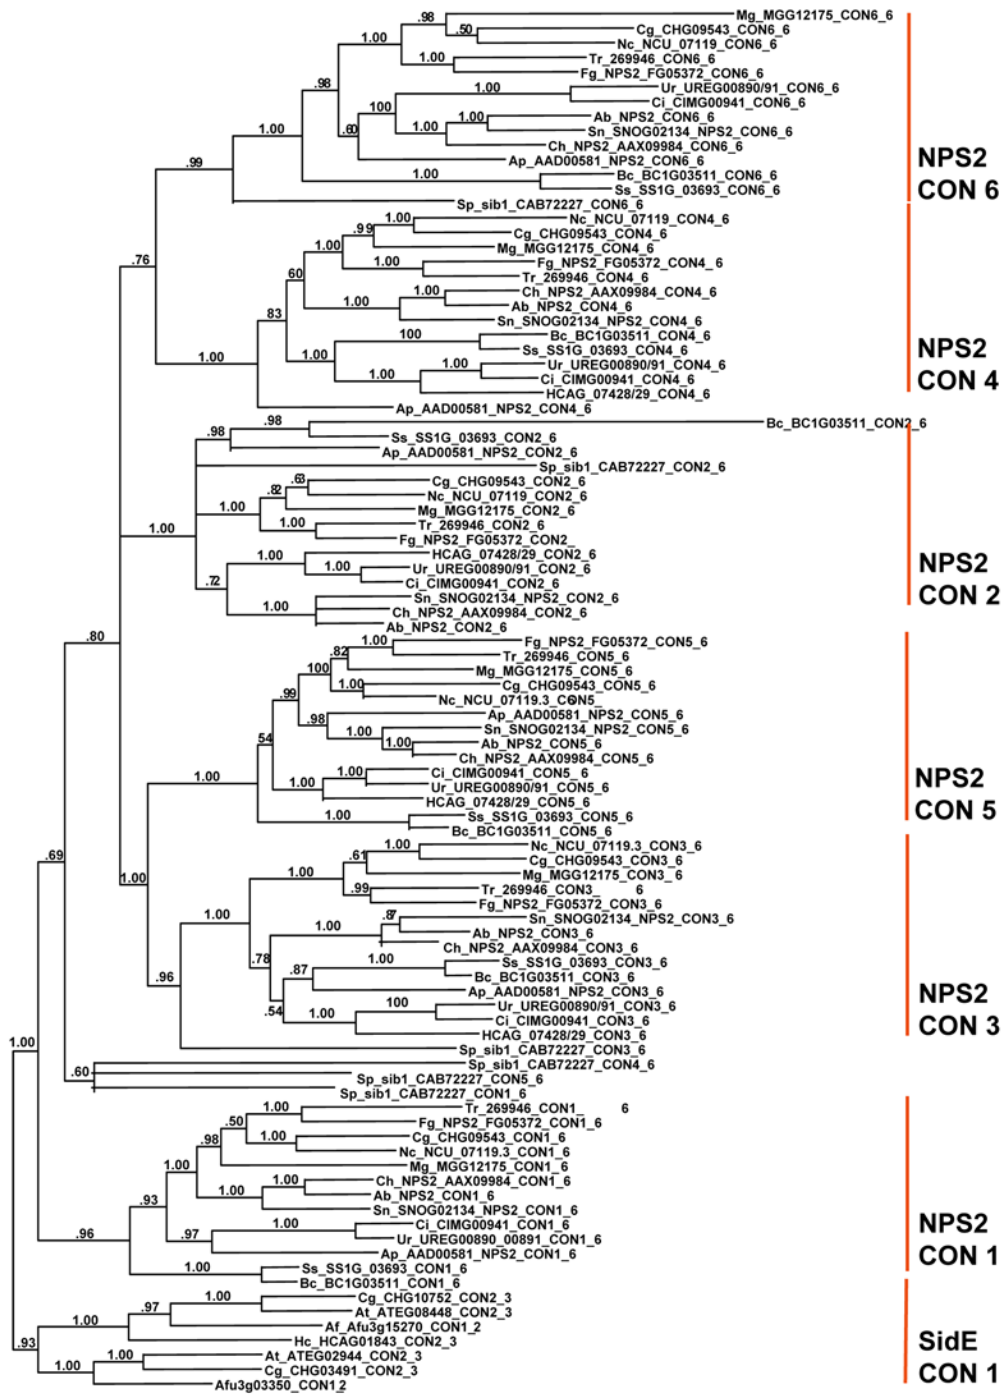 Mg_MGG12175_CON6_6
.98
Cg_CHG09543_CON6_6
.50
Nc_NCU_07119_CON6_6
1.00
Tr_269946_CON6_6
1.00
Fg_NPS2_FG05372_CON6_6
.98
Ur_UREG00890/91_CON6_6
1.00
Ci_CIMG00941_CON6_6
100
Ab_NPS2_CON6_6
1.00
Sn_SNOG02134_NPS2_CON6_6
1.00
.60
Ch_NPS2_AAX09984_CON6_6
1.00
Ap_AAD00581_NPS2_CON6_6
NPS2
CON 6
.99
Bc_BC1G03511_CON6_6
1.00
Ss_SS1G_03693_CON6_6
Sp_sib1_CAB72227_CON6_6
Nc_NCU_07119_CON4_6
1.00
Cg_CHG09543_CON4_6
.99
Mg_MGG12175_CON4_6
1.00
Fg_NPS2_FG05372_CON4_6
1.00
.76
Tr_269946_CON4_6
60
Ch_NPS2_AAX09984_CON4_6
1.00
Ab_NPS2_CON4_6
1.00
Sn_SNOG02134_NPS2_CON4_6
83
Bc_BC1G03511_CON4_6
100
Ss_SS1G_03693_CON4_6
NPS2
CON 4
1.00
1.00
Ur_UREG00890/91_CON4_6
1.00
Ci_CIMG00941_CON4_6
1.00
HCAG_07428/29_CON4_6
Ap_AAD00581_NPS2_CON4_6
Bc_BC1G03511_CON2_6
.98
.98
Ss_SS1G_03693_CON2_6
Ap_AAD00581_NPS2_CON2_6
Sp_sib1_CAB72227_CON2_6
Cg_CHG09543_CON2_6
.63
.82
Nc_NCU_07119_CON2_6
1.00
Mg_MGG12175_CON2_6
1.00
Tr_269946_CON2_6
1.00
Fg_NPS2_FG05372_CON2_
HCAG_07428/29_CON2_6
1.00
Ur_UREG00890/91_CON2_6
1.00
NPS2
CON 2
.72
Ci_CIMG00941_CON2_6
Sn_SNOG02134_NPS2_CON2_6
1.00
Ch_NPS2_AAX09984_CON2_6
Ab_NPS2_CON2_6
.80
Fg_NPS2_FG05372_CON5_6
1.00
.82
Tr_269946_CON5_6
100
Mg_MGG12175_CON5_6
Cg_CHG09543_CON5_6
1.00
.99
Nc_NCU_07119.3_CON5_
Ap_AAD00581_NPS2_CON5_6
.98
Sn_SNOG02134_NPS2_CON5_6
1.00
54
Ab_NPS2_CON5_6
1.00
Ch_NPS2_AAX09984_CON5_6
1.00
Ci_CIMG00941_CON5_6
1.00
1.00
Ur_UREG00890/91_CON5_6
NPS2
CON 5
HCAG_07428/29_CON5_6
Ss_SS1G_03693_CON5_6
1.00
Bc_BC1G03511_CON5_6
Nc_NCU_07119.3_CON3_6
1.00
.69
.61
Cg_CHG09543_CON3_6
1.00
1.00
Mg_MGG12175_CON3_6
Tr_269946_CON3_ 6
.99
Fg_NPS2_FG05372_CON3_6
1.00
Sn_SNOG02134_NPS2_CON3_6
.87
1.00
Ab_NPS2_CON3_6
Ch_NPS2_AAX09984_CON3_6
.78
Ss_SS1G_03693_CON3_6
1.00
.96
.87
Bc_BC1G03511_CON3_6
Ap_AAD00581_NPS2_CON3_6
.54
Ur_UREG00890/91_CON3_6
100
1.00
Ci_CIMG00941_CON3_6
NPS2
CON 3
HCAG_07428/29_CON3_6
1.00
Sp_sib1_CAB72227_CON3_6
Sp_sib1_CAB72227_CON4_6
.60
Sp_sib1_CAB72227_CON5_6
Sp_sib1_CAB72227_CON1_6
Tr_269946_CON1_ 6
1.00
.50
Fg_NPS2_FG05372_CON1_6
.98
Cg_CHG09543_CON1_6
1.00
Nc_NCU_07119.3_CON1_6
1.00
Mg_MGG12175_CON1_6
Ch_NPS2_AAX09984_CON1_6
1.00
1.00
Ab_NPS2_CON1_6
.93
Sn_SNOG02134_NPS2_CON1_6
Ci_CIMG00941_CON1_6
1.00
.96
.97
Ur_UREG00890_00891_CON1_6
NPS2
CON 1
Ap_AAD00581_NPS2_CON1_6
Ss_SS1G_03693_CON1_6
1.00
Bc_BC1G03511_CON1_6
Cg_CHG10752_CON2_3
1.00
.97
At_ATEG08448_CON2_3
1.00
Af_Afu3g15270_CON1_2
.93
Hc_HCAG01843_CON2_3
At_ATEG02944_CON2_3
1.00
1.00
Cg_CHG03491_CON2_3
Afu3g03350_CON1_2
SidE
CON 1